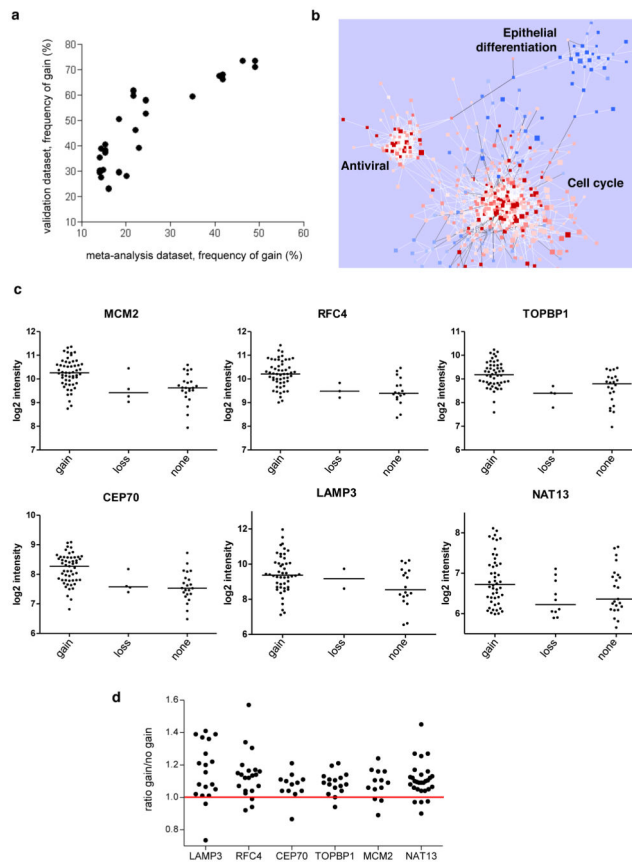 a
validation dataset, frequency of gain (%)
80
70
60
50
40
30
20
10
10 20 30 40 50 60
meta-analysis dataset, frequency of gain (%)
b
Epithelial
differentiation
Antiviral
Cell cycle
c
MCM2
log2 intensity
12
11
10
9
8
7
gain loss none
RFC4
log2 intensity
12
11
10
9
8
7
gain loss none
TOPBP1
log2 intensity
11
10
9
8
7
6
gain loss none
CEP70
log2 intensity
10
9
8
7
6
gain loss none
LAMP3
log2 intensity
12
10
8
6
gain loss none
NAT13
log2 intensity
8
7
6
gain loss none
d
ratio gain/no gain
1.6
1.4
1.2
1.0
0.8
LAMP3 RFC4 CEP70 TOPBP1 MCM2 NAT13